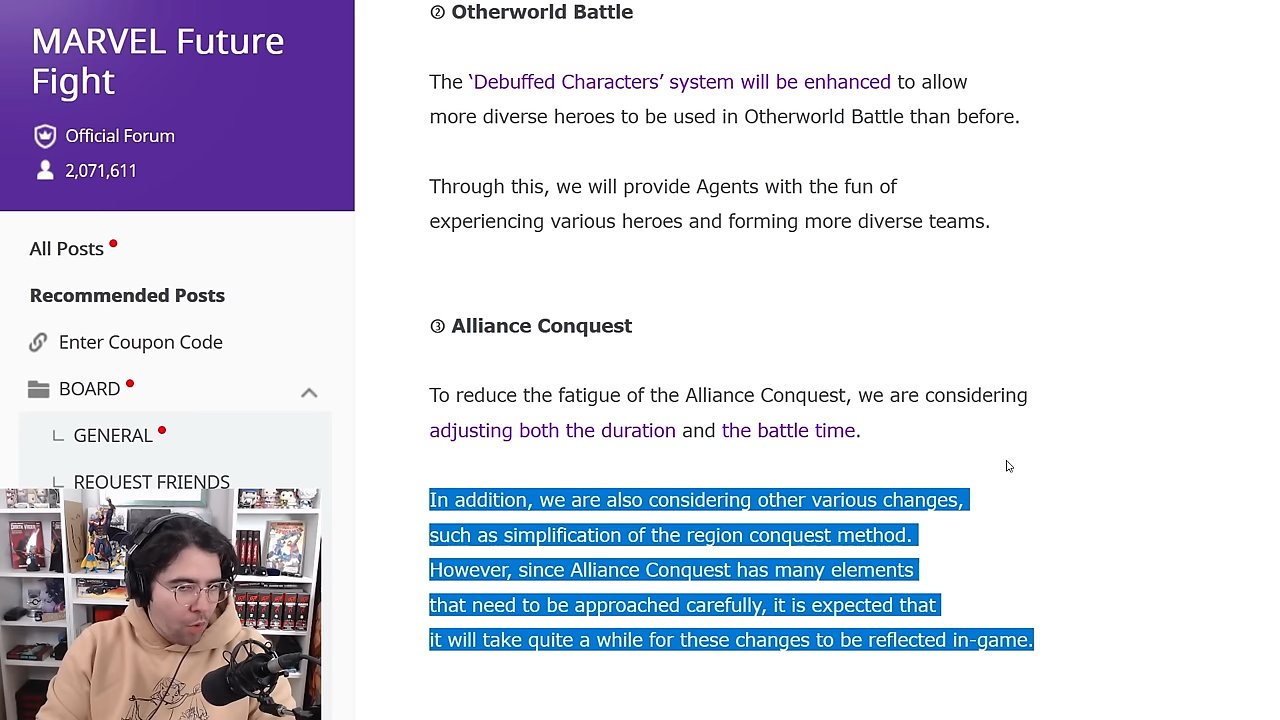 MARVEL Future
Fight
Official Forum
2,071,611
All Posts
Recommended Posts
Enter Coupon Code
BOARD
GENERAL
REQUEST FRIENDS
② Otherworld Battle
The ‘Debuffed Characters’ system will be enhanced to allow
more diverse heroes to be used in Otherworld Battle than before.
Through this, we will provide Agents with the fun of
experiencing various heroes and forming more diverse teams.
③ Alliance Conquest
To reduce the fatigue of the Alliance Conquest, we are considering
adjusting both the duration and the battle time.
In addition, we are also considering other various changes,
such as simplification of the region conquest method.
However, since Alliance Conquest has many elements
that need to be approached carefully, it is expected that
it will take quite a while for these changes to be reflected in-game.